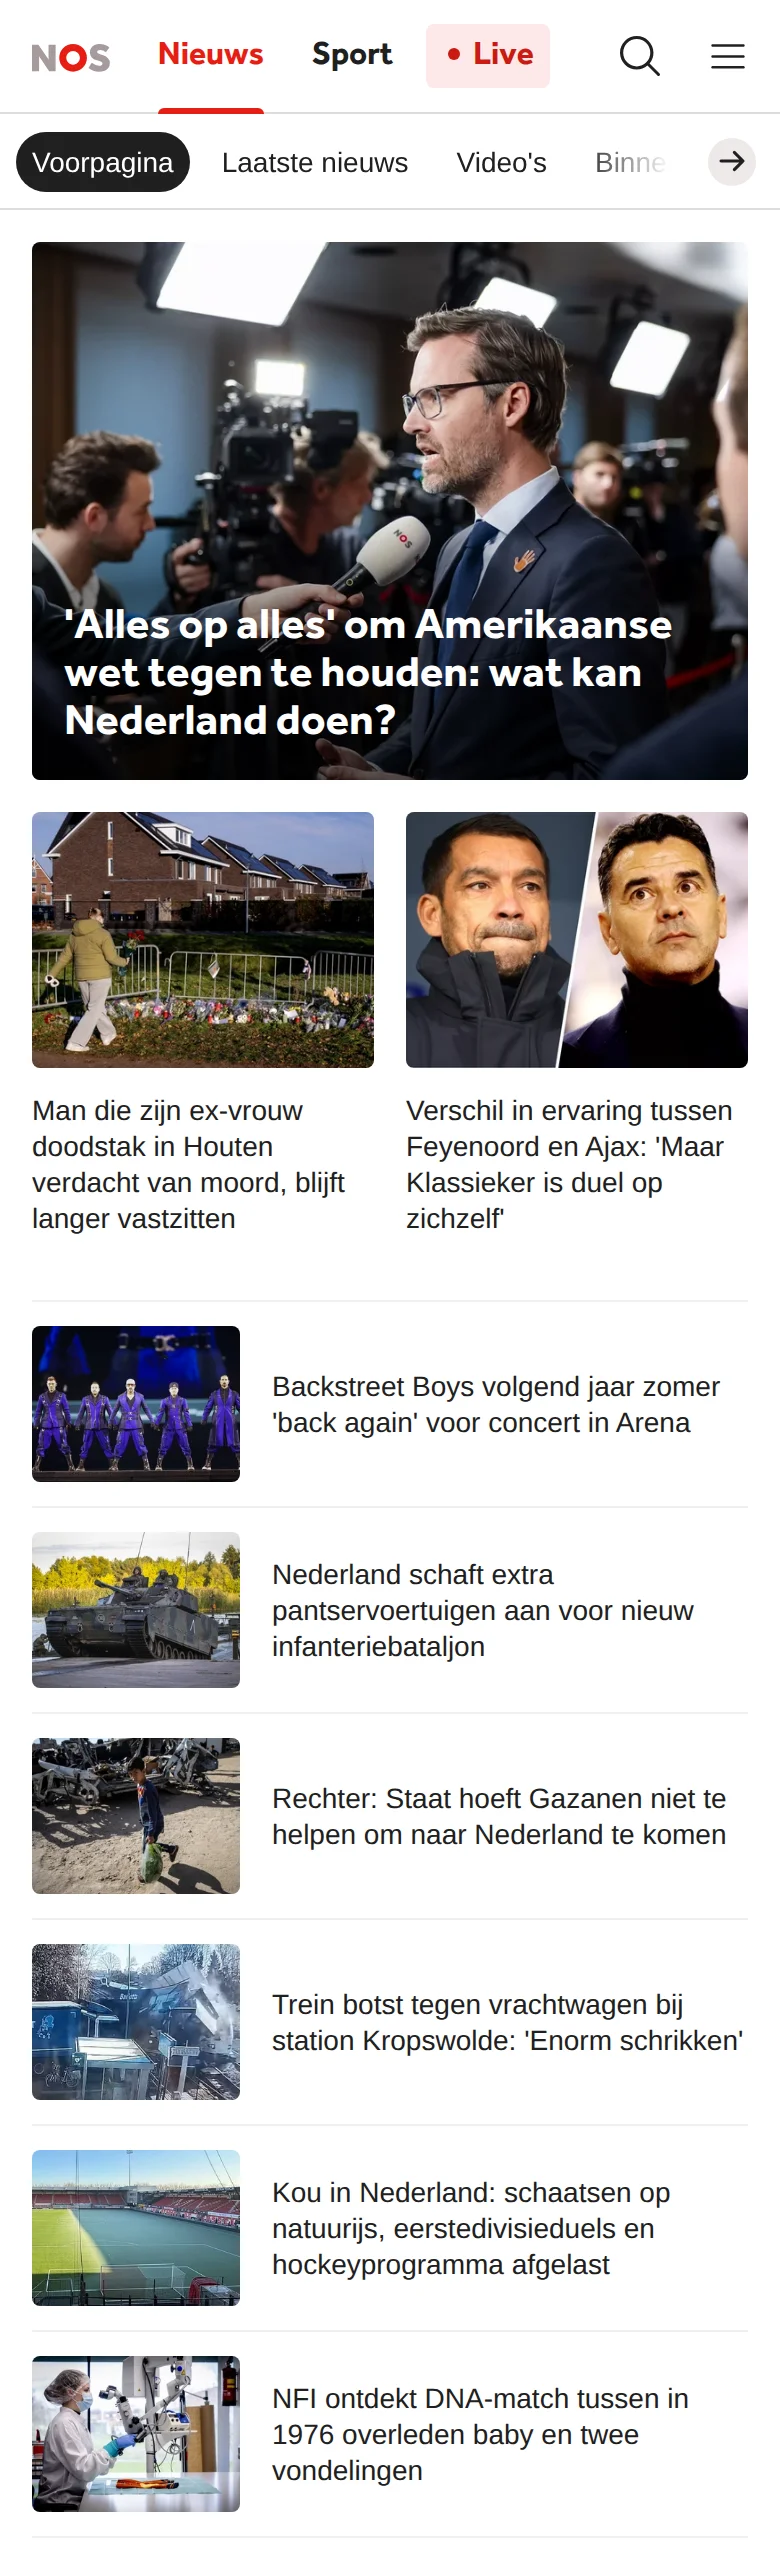 NOS
Nieuws
Sport
Live
Voorpagina
Laatste nieuws
Video's
Binne
NOS
'Alles op alles' om Amerikaanse
wet tegen te houden: wat kan
Nederland doen?
Man die zijn ex-vrouw
doodstak in Houten
verdacht van moord, blijft
langer vastzitten
Verschil in ervaring tussen
Feyenoord en Ajax: 'Maar
Klassieker is duel op
zichzelf'
Backstreet Boys volgend jaar zomer
'back again' voor concert in Arena
Nederland schaft extra
pantservoertuigen aan voor nieuw
infanteriebataljon
Rechter: Staat hoeft Gazanen niet te
helpen om naar Nederland te komen
Trein botst tegen vrachtwagen bij
station Kropswolde: 'Enorm schrikken'
Kou in Nederland: schaatsen op
natuurijs, eerstedivisieduels en
hockeyprogramma afgelast
NFI ontdekt DNA-match tussen in
1976 overleden baby en twee
vondelingen